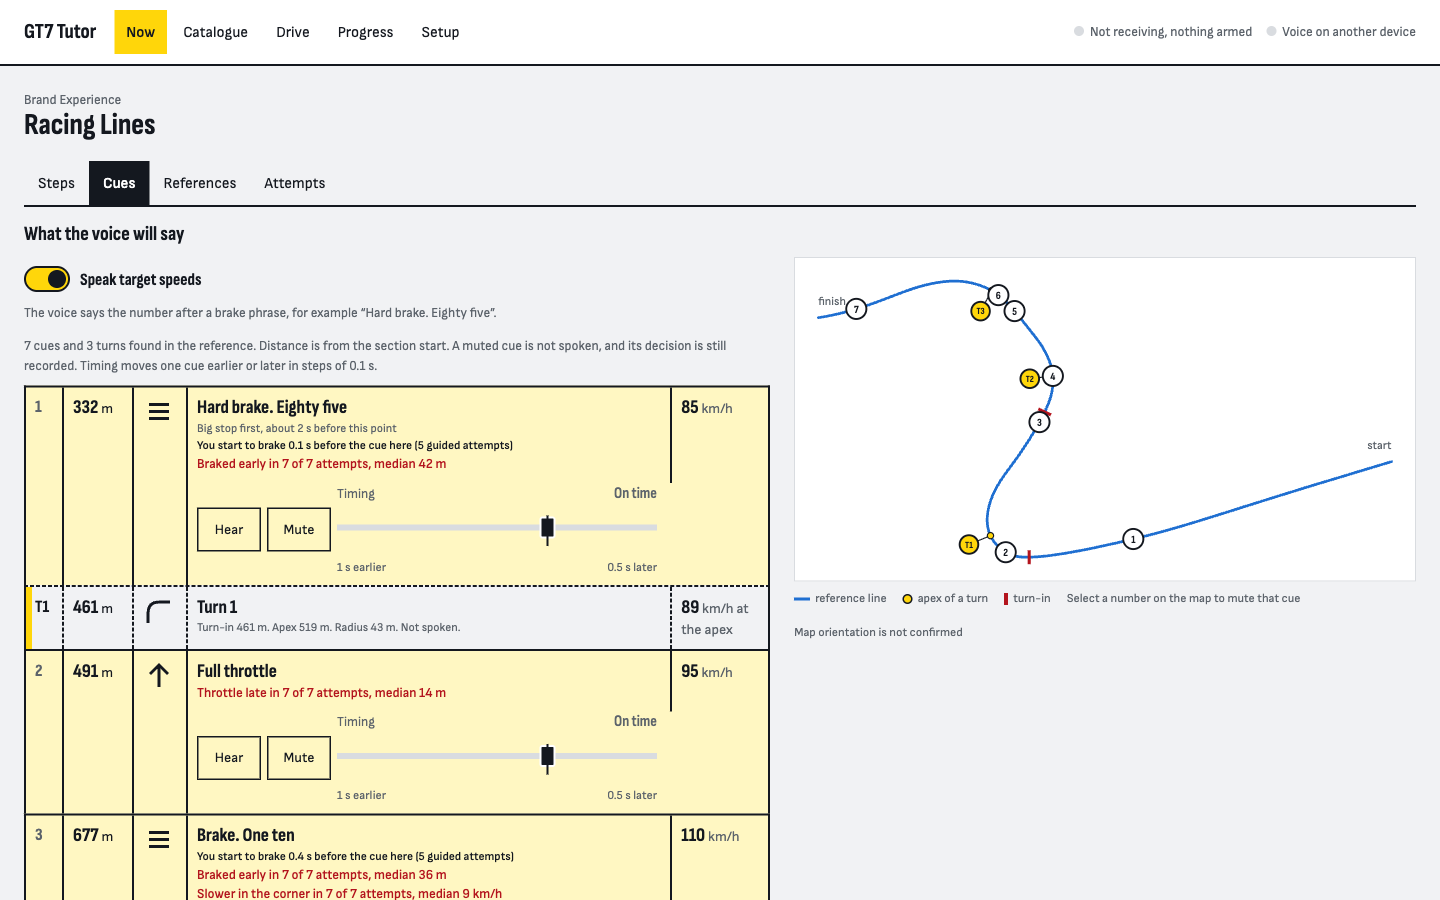 GT7 Tutor Now Catalogue Drive Progress Setup Not receiving, nothing armed Voice on another device
Brand Experience
Racing Lines
Steps Cues References Attempts
What the voice will say
Speak target speeds
The voice says the number after a brake phrase, for example “Hard brake. Eighty five”.
7 cues and 3 turns found in the reference. Distance is from the section start. A muted cue is not spoken, and its decision is still
recorded. Timing moves one cue earlier or later in steps of 0.1 s.
1 332 m Hard brake. Eighty five 85 km/h
Big stop first, about 2 s before this point
You start to brake 0.1 s before the cue here (5 guided attempts)
Braked early in 7 of 7 attempts, median 42 m
Timing On time
Hear Mute
1 s earlier 0.5 s later
T1 461 m Turn 1 89 km/h at
the apex
Turn-in 461 m. Apex 519 m. Radius 43 m. Not spoken.
2 491 m Full throttle 95 km/h
Throttle late in 7 of 7 attempts, median 14 m
Timing On time
Hear Mute
1 s earlier 0.5 s later
3 677 m Brake. One ten 110 km/h
You start to brake 0.4 s before the cue here (5 guided attempts)
Braked early in 7 of 7 attempts, median 36 m
Slower in the corner in 7 of 7 attempts, median 9 km/h
finish 7 6 T3 5
T2 4
3
start
T1 2 1
reference line apex of a turn turn-in Select a number on the map to mute that cue
Map orientation is not confirmed